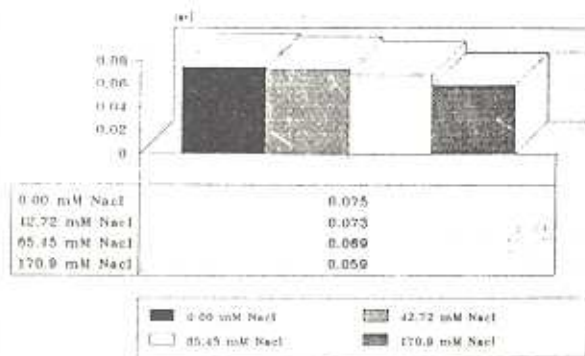 0.08
0.06
0.04
0.02
0
0.00 mM Nacl 0.075
42.72 mM Nacl 0.073
85.45 mM Nacl 0.069
170.9 mM Nacl 0.059
0.00 mM Nacl 42.72 mM Nacl
85.45 mM Nacl 170.9 mM Nacl